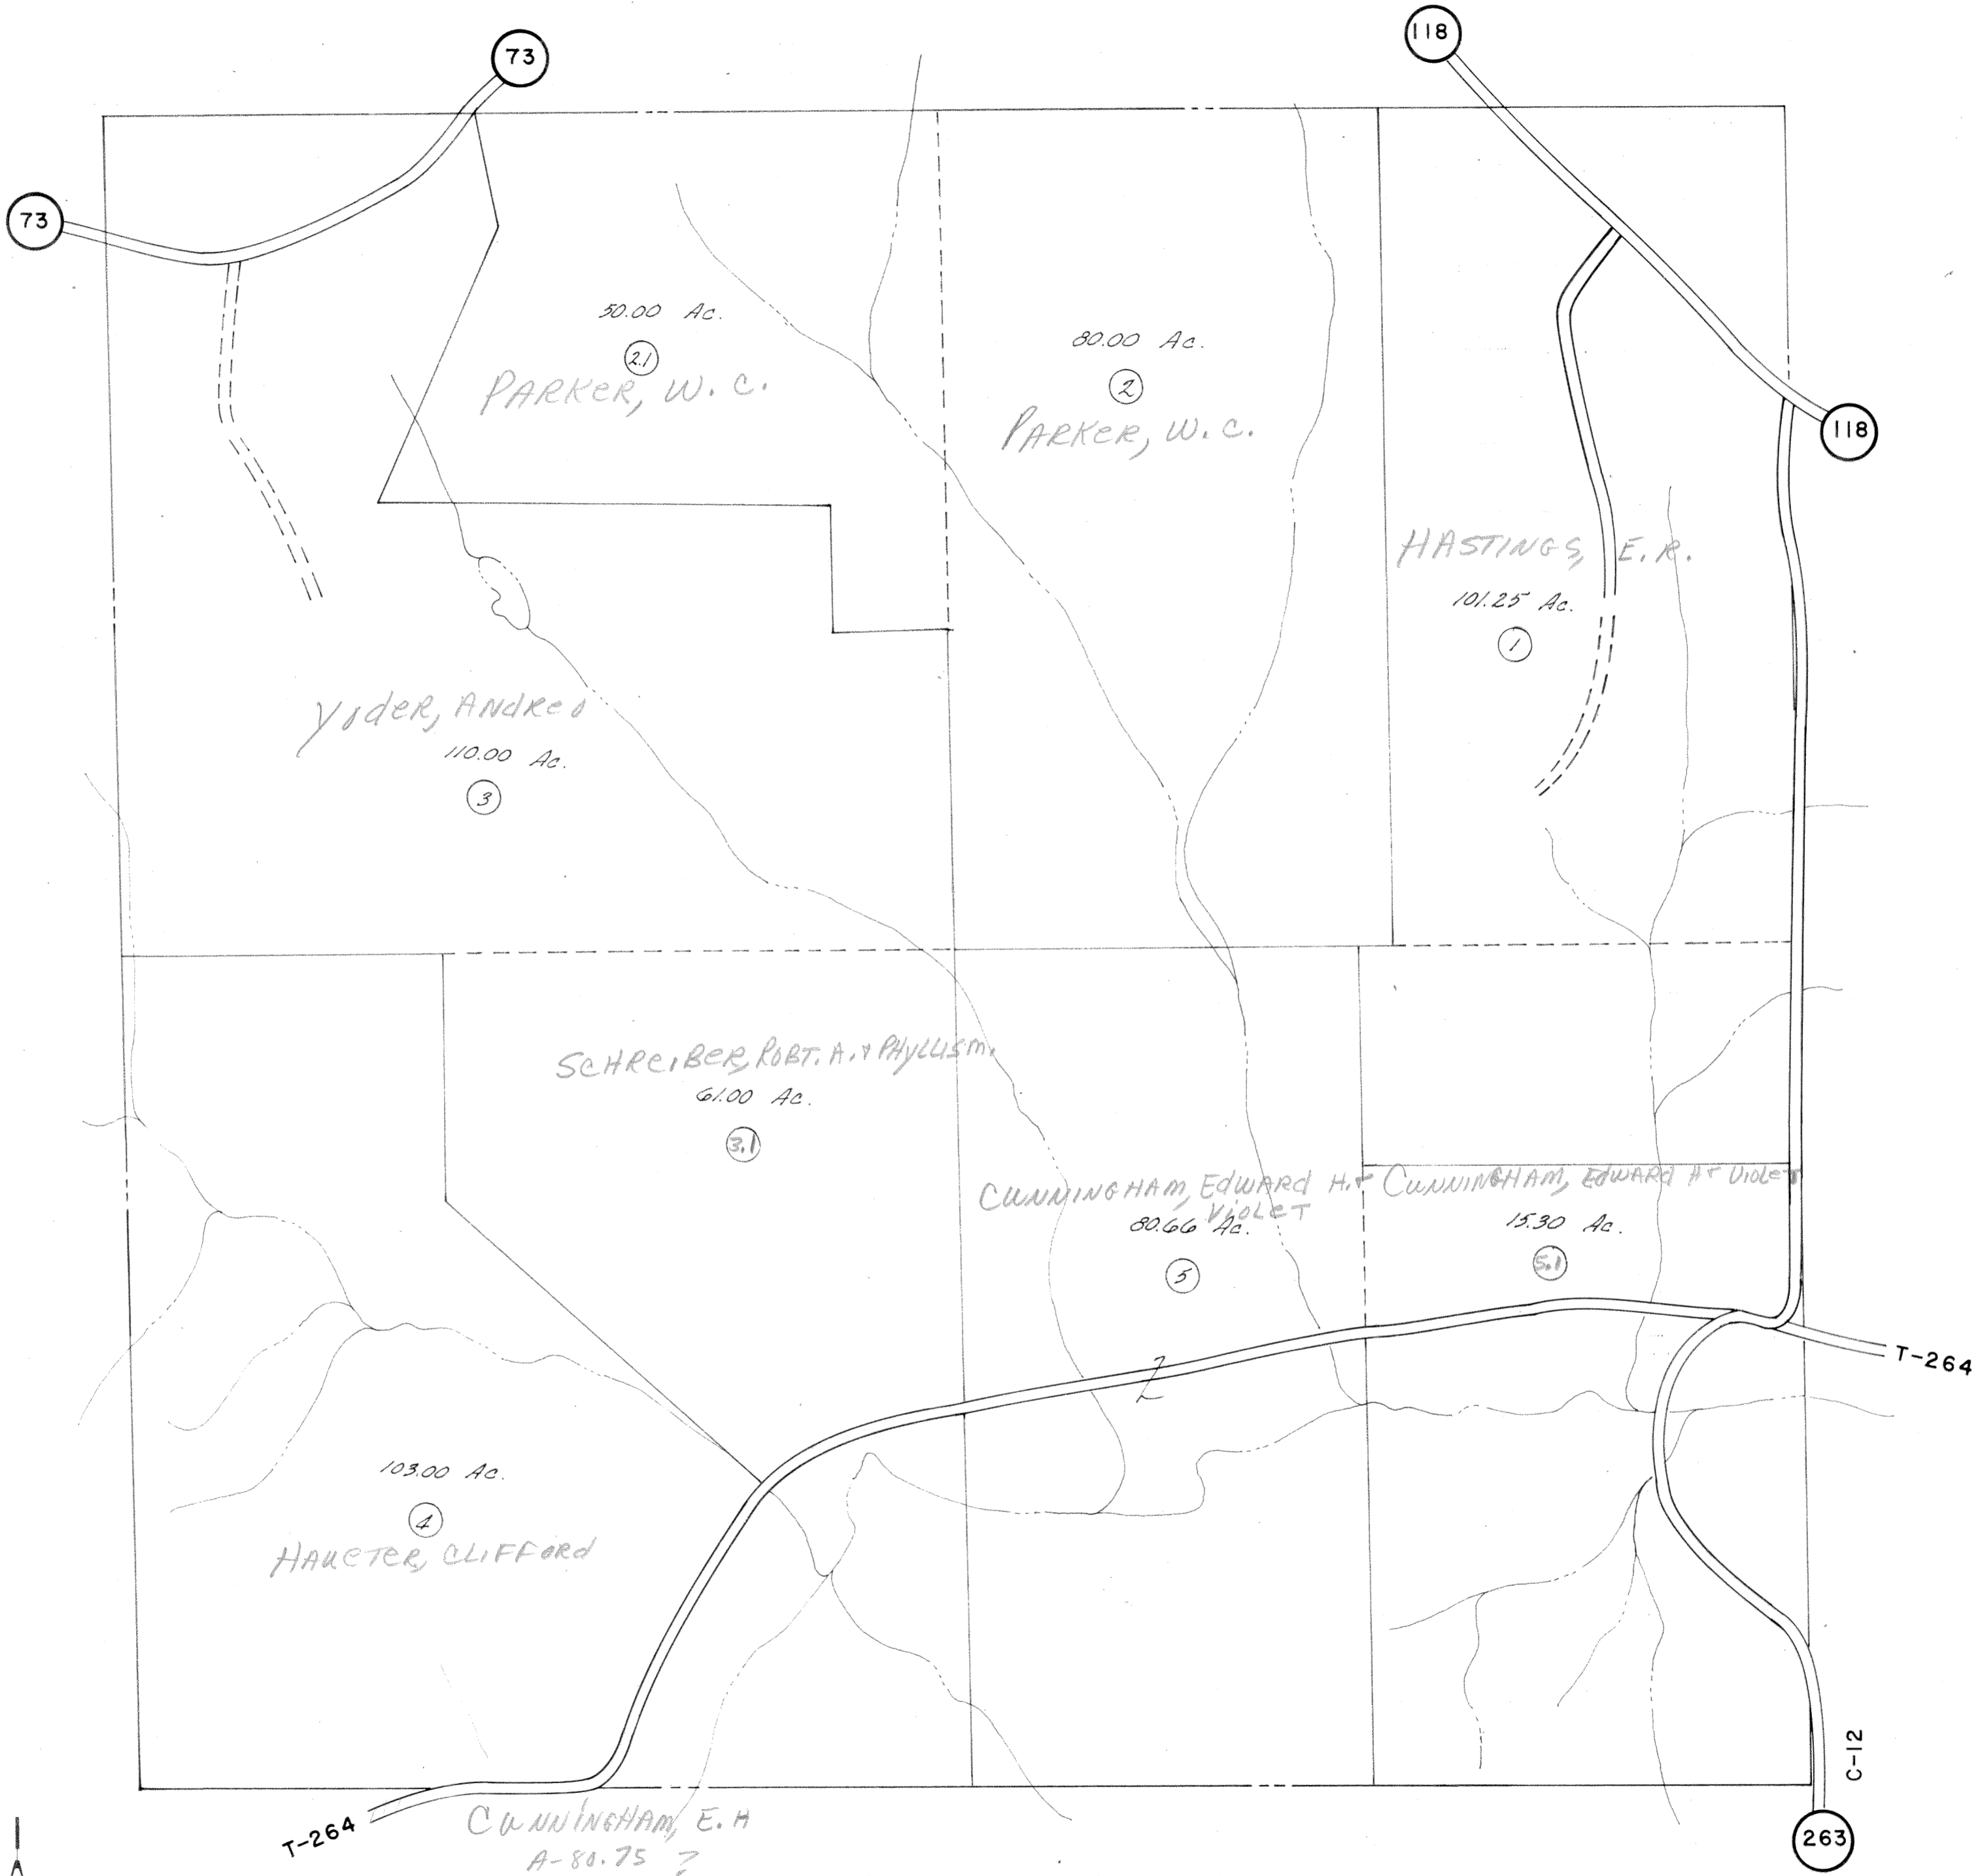 73
118
73
50.00 Ac.
2.1
PARKER, W. C.
80.00 Ac.
2
PARKER, W. C.
118
HASTINGS, E. R.
101.25 Ac.
1
YODER, ANDREO
110.00 Ac.
3
SCHREIBER, ROBT. A. & PHYLLIS M.
61.00 Ac.
3.1
CUNNINGHAM, EDWARD H. &
VIOLET
80.66 Ac.
5
CUNNINGHAM, EDWARD H & VIOLET
15.30 Ac.
5.1
T-264
Z
103.00 Ac.
4
HAUETER, CLIFFORD
C-12
T-264
CUNNINGHAM, E. H
A-80.75 ?
263